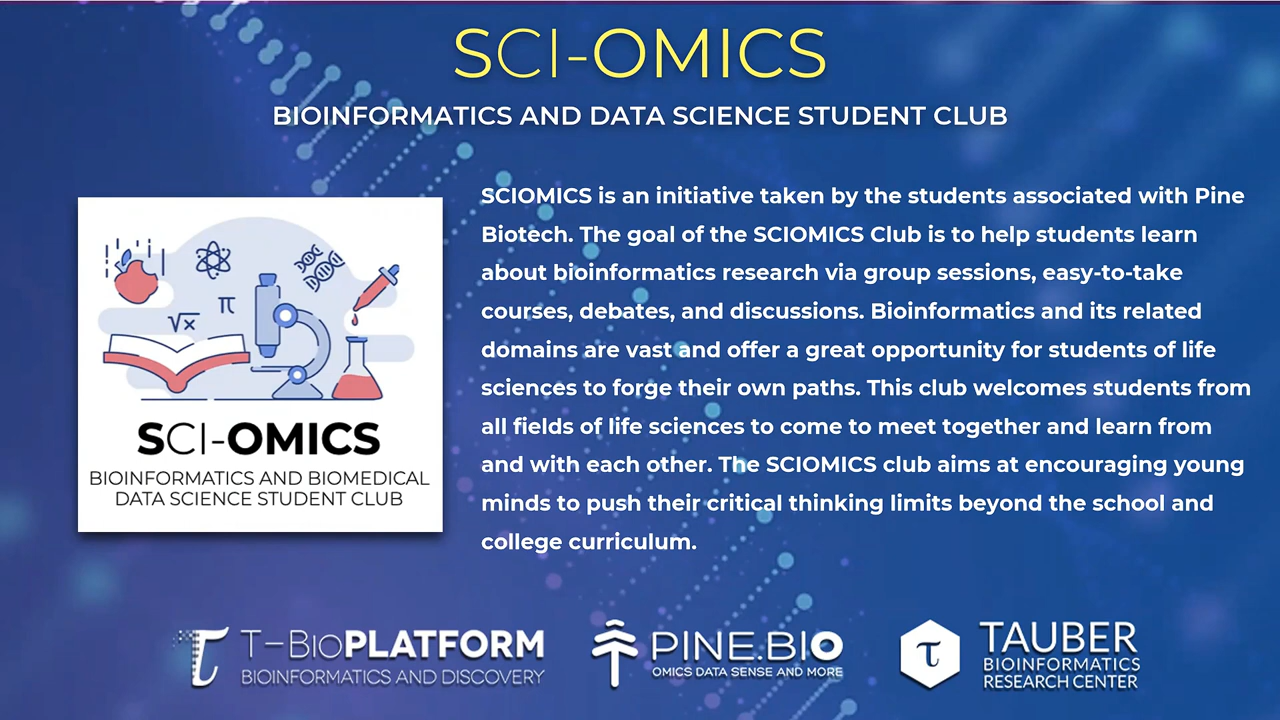 SCI-OMICS
BIOINFORMATICS AND DATA SCIENCE STUDENT CLUB
SCIOMICS is an initiative taken by the students associated with Pine
Biotech. The goal of the SCIOMICS Club is to help students learn
about bioinformatics research via group sessions, easy-to-take
courses, debates, and discussions. Bioinformatics and its related
domains are vast and offer a great opportunity for students of life
sciences to forge their own paths. This club welcomes students from
all fields of life sciences to come to meet together and learn from
and with each other. The SCIOMICS club aims at encouraging young
minds to push their critical thinking limits beyond the school and
college curriculum.
π
√x
SCI-OMICS
BIOINFORMATICS AND BIOMEDICAL
DATA SCIENCE STUDENT CLUB
T-BioPLATFORM
BIOINFORMATICS AND DISCOVERY
PINE.BIO
OMICS DATA SENSE AND MORE
τ
TAUBER
BIOINFORMATICS
RESEARCH CENTER